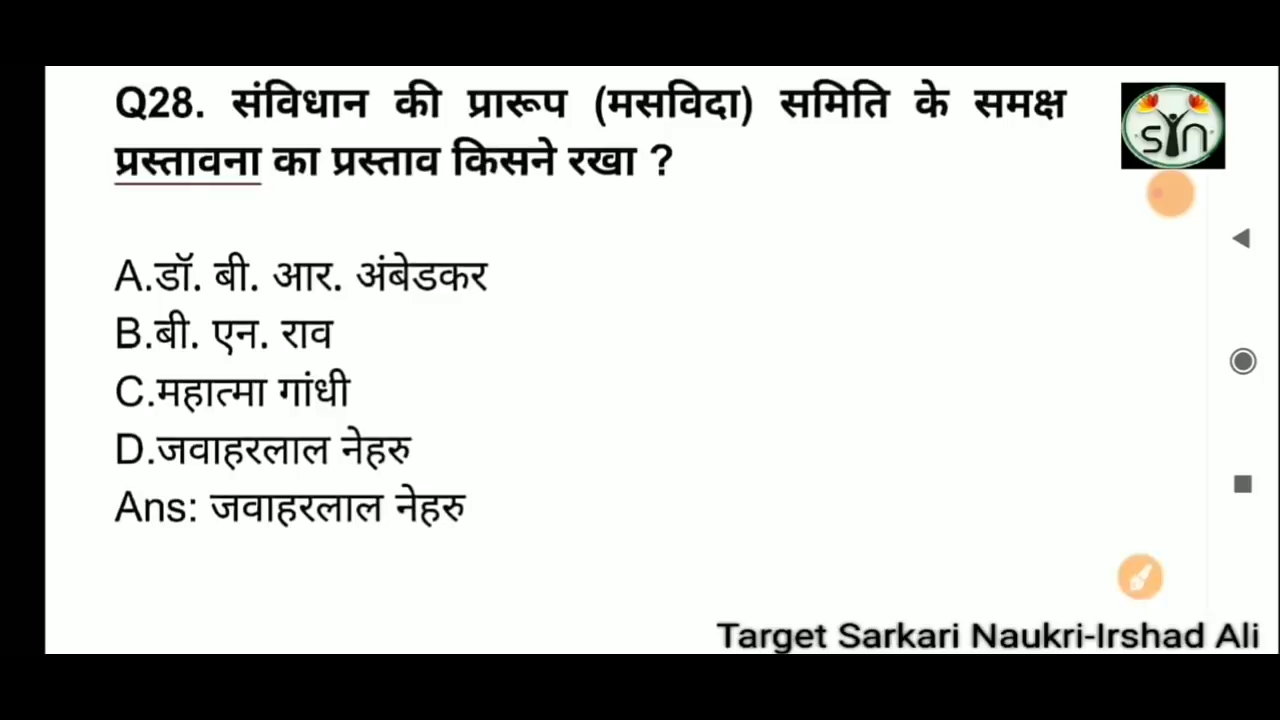 Q28. संविधान की प्रारूप (मसविदा) समिति के समक्ष
प्रस्तावना का प्रस्ताव किसने रखा ?
SYN
A.डॉ. बी. आर. अंबेडकर
B.बी. एन. राव
C.महात्मा गांधी
D.जवाहरलाल नेहरु
Ans: जवाहरलाल नेहरु
Target Sarkari Naukri-Irshad Ali